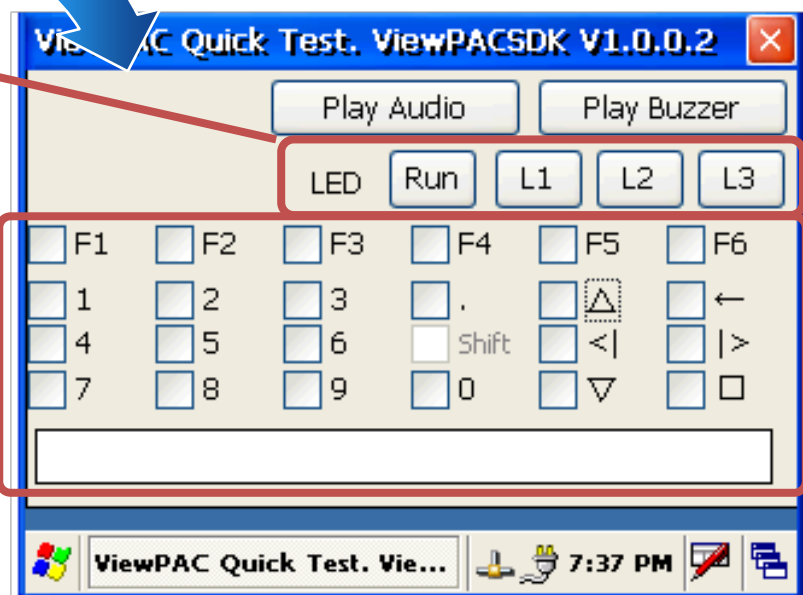 ViewPAC Quick Test. ViewPACSDK V1.0.0.2
Play Audio Play Buzzer
LED Run L1 L2 L3
F1 F2 F3 F4 F5 F6
1 2 3 . △ ←
4 5 6 Shift <| |>
7 8 9 0 ▽ □
ViewPAC Quick Test. Vie... 7:37 PM